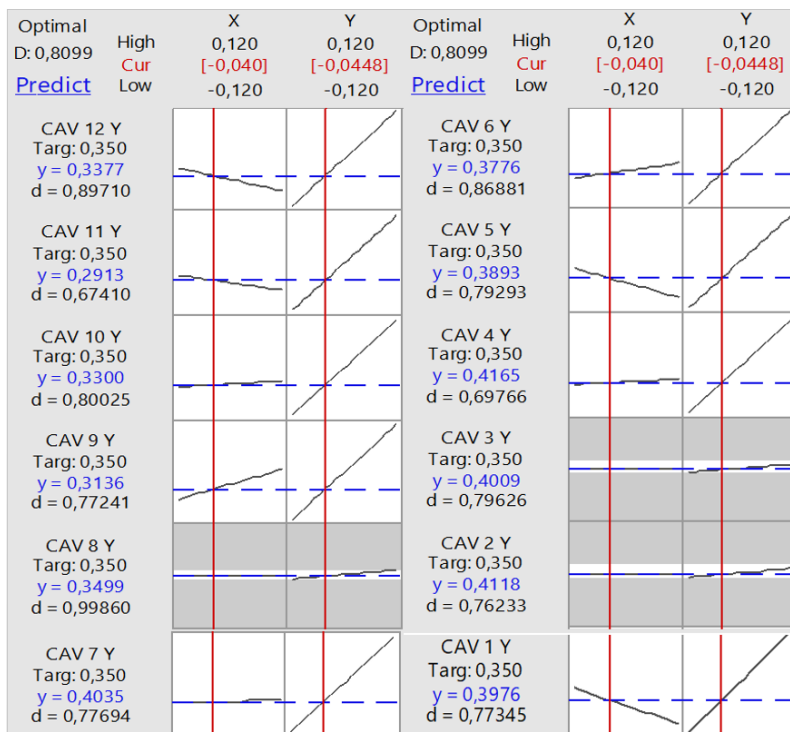 Optimal
D: 0,8099
Predict
High
Cur
Low
X
0,120
[-0,040]
-0,120
Y
0,120
[-0,0448]
-0,120
CAV 12 Y
Targ: 0,350
y = 0,3377
d = 0,89710
CAV 11 Y
Targ: 0,350
y = 0,2913
d = 0,67410
CAV 10 Y
Targ: 0,350
y = 0,3300
d = 0,80025
CAV 9 Y
Targ: 0,350
y = 0,3136
d = 0,77241
CAV 8 Y
Targ: 0,350
y = 0,3499
d = 0,99860
CAV 7 Y
Targ: 0,350
y = 0,4035
d = 0,77694
Optimal
D: 0,8099
Predict
High
Cur
Low
X
0,120
[-0,040]
-0,120
Y
0,120
[-0,0448]
-0,120
CAV 6 Y
Targ: 0,350
y = 0,3776
d = 0,86881
CAV 5 Y
Targ: 0,350
y = 0,3893
d = 0,79293
CAV 4 Y
Targ: 0,350
y = 0,4165
d = 0,69766
CAV 3 Y
Targ: 0,350
y = 0,4009
d = 0,79626
CAV 2 Y
Targ: 0,350
y = 0,4118
d = 0,76233
CAV 1 Y
Targ: 0,350
y = 0,3976
d = 0,77345